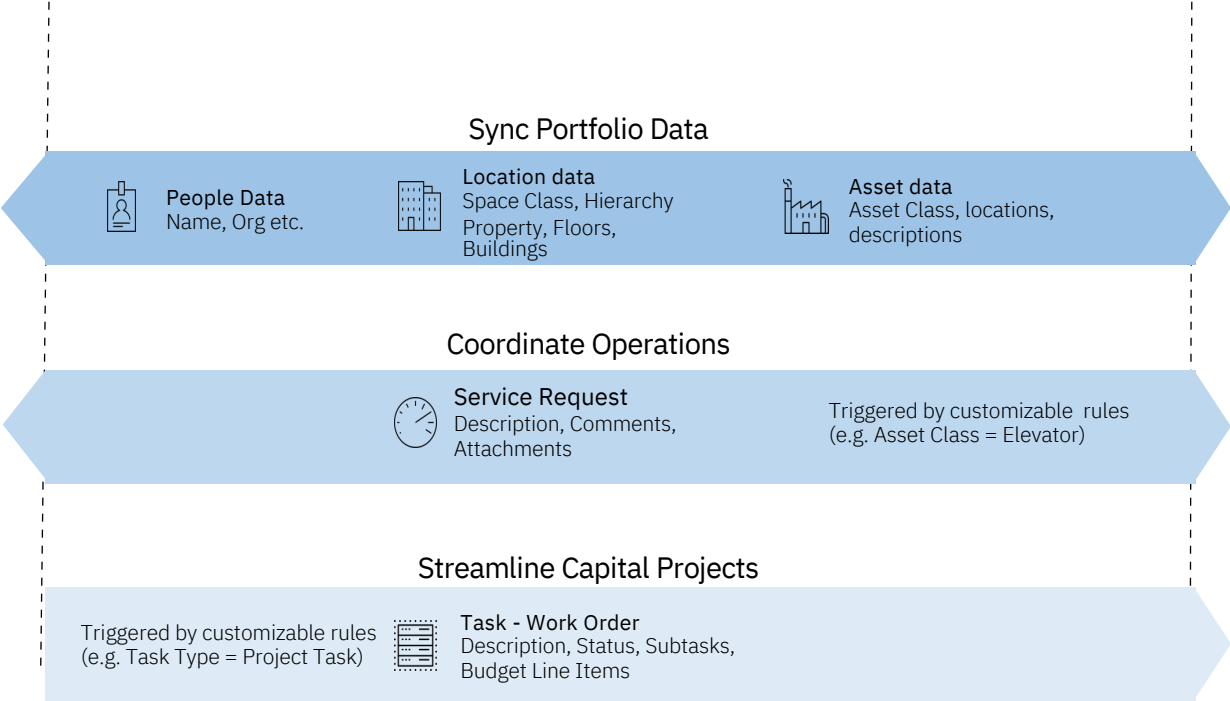 Sync Portfolio Data
People Data
Name, Org etc.
Location data
Space Class, Hierarchy
Property, Floors,
Buildings
Asset data
Asset Class, locations,
descriptions
Coordinate Operations
Service Request
Description, Comments,
Attachments
Triggered by customizable rules
(e.g. Asset Class = Elevator)
Streamline Capital Projects
Triggered by customizable rules
(e.g. Task Type = Project Task)
Task - Work Order
Description, Status, Subtasks,
Budget Line Items